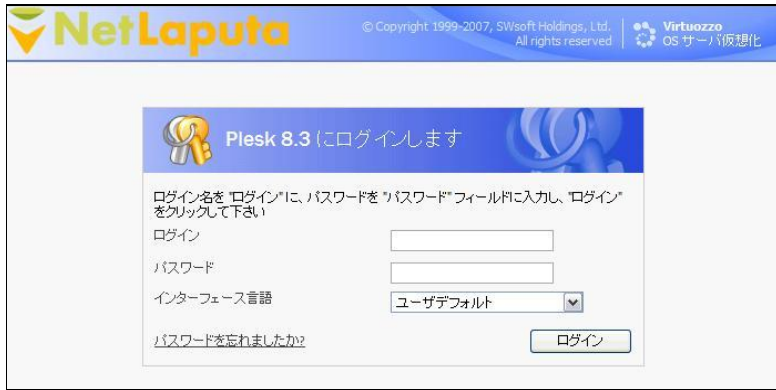 NetLaputa
© Copyright 1999-2007, SWsoft Holdings, Ltd.
All rights reserved
Virtuozzo
OS サーバ仮想化
Plesk 8.3 にログインします
ログイン名を "ログイン"に、パスワードを "パスワード" フィールドに入力し、"ログイン"
をクリックして下さい
ログイン
パスワード
インターフェース言語
ユーザデフォルト
パスワードを忘れましたか?
ログイン